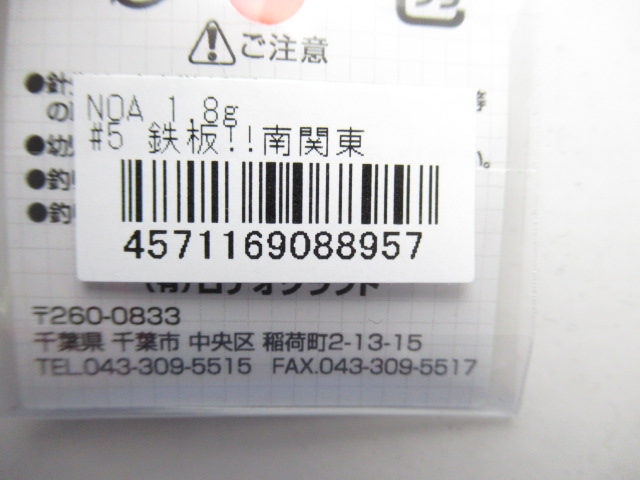 ご注意
●針
の
●幼
●釣
●釣
NOA 1.8g
#5 鉄板!!南関東
4571169088957
〒260-0833
千葉県 千葉市 中央区 稲荷町2-13-15
TEL.043-309-5515 FAX.043-309-5517